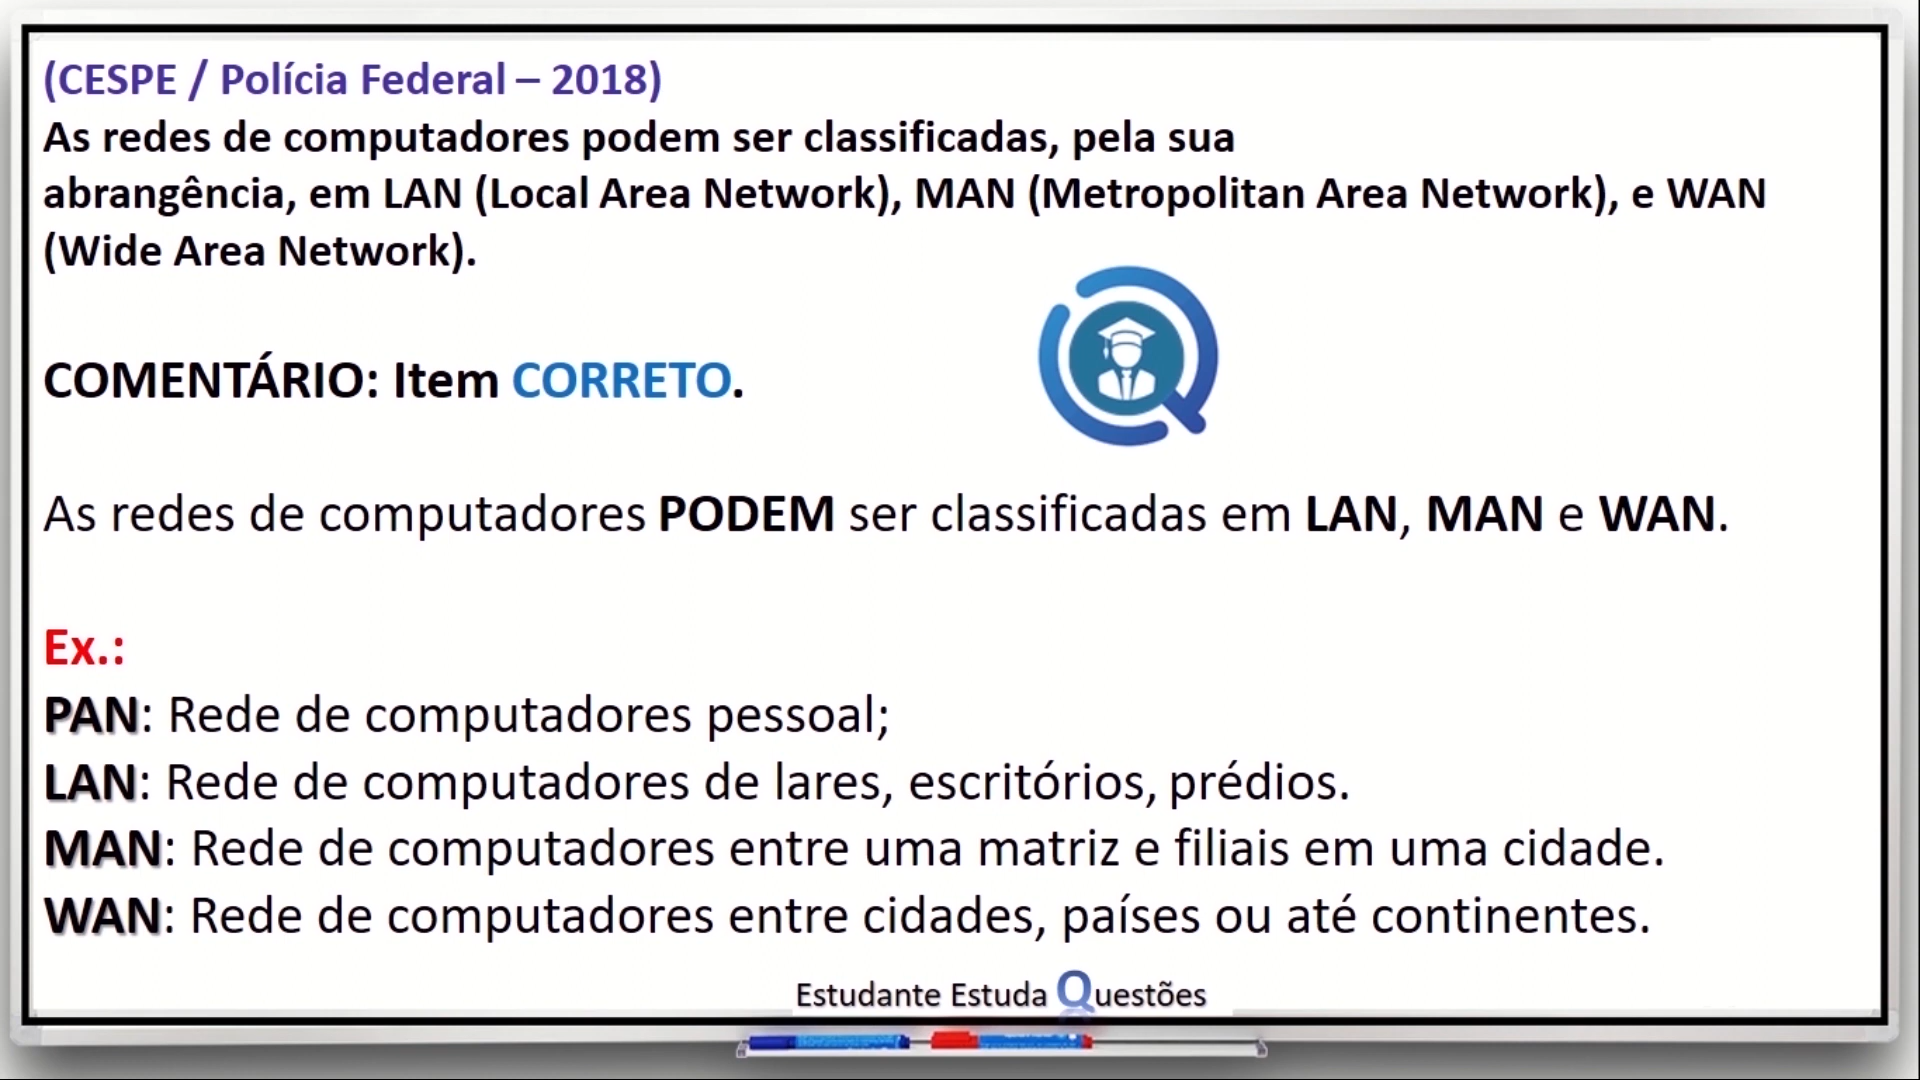 (CESPE / Polícia Federal – 2018)
As redes de computadores podem ser classificadas, pela sua
abrangência, em LAN (Local Area Network), MAN (Metropolitan Area Network), e WAN
(Wide Area Network).
COMENTÁRIO: Item CORRETO.
As redes de computadores PODEM ser classificadas em LAN, MAN e WAN.
Ex.:
PAN: Rede de computadores pessoal;
LAN: Rede de computadores de lares, escritórios, prédios.
MAN: Rede de computadores entre uma matriz e filiais em uma cidade.
WAN: Rede de computadores entre cidades, países ou até continentes.
Estudante Estuda Questões